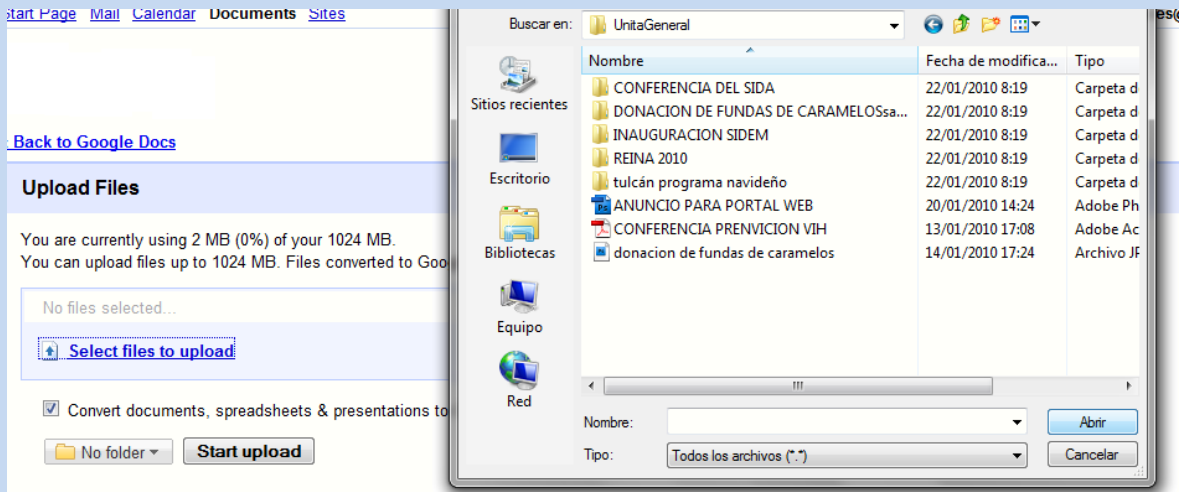 Start Page Mail Calendar Documents Sites
Back to Google Docs
Upload Files
You are currently using 2 MB (0%) of your 1024 MB.
You can upload files up to 1024 MB. Files converted to Goo
No files selected...
Select files to upload
Convert documents, spreadsheets & presentations to
No folder
Start upload
Buscar en: UnitaGeneral
Sitios recientes
Escritorio
Bibliotecas
Equipo
Red
Nombre Fecha de modifica... Tipo
CONFERENCIA DEL SIDA 22/01/2010 8:19 Carpeta d
DONACION DE FUNDAS DE CARAMELOSsa... 22/01/2010 8:19 Carpeta d
INAUGURACION SIDEM 22/01/2010 8:19 Carpeta d
REINA 2010 22/01/2010 8:19 Carpeta d
tulcán programa navideño 22/01/2010 8:19 Carpeta d
ANUNCIO PARA PORTAL WEB 20/01/2010 14:24 Adobe Ph
CONFERENCIA PRENVICION VIH 13/01/2010 17:08 Adobe Ac
donacion de fundas de caramelos 14/01/2010 17:24 Archivo JP
Nombre: Abrir
Tipo: Todos los archivos (*.*) Cancelar
es@